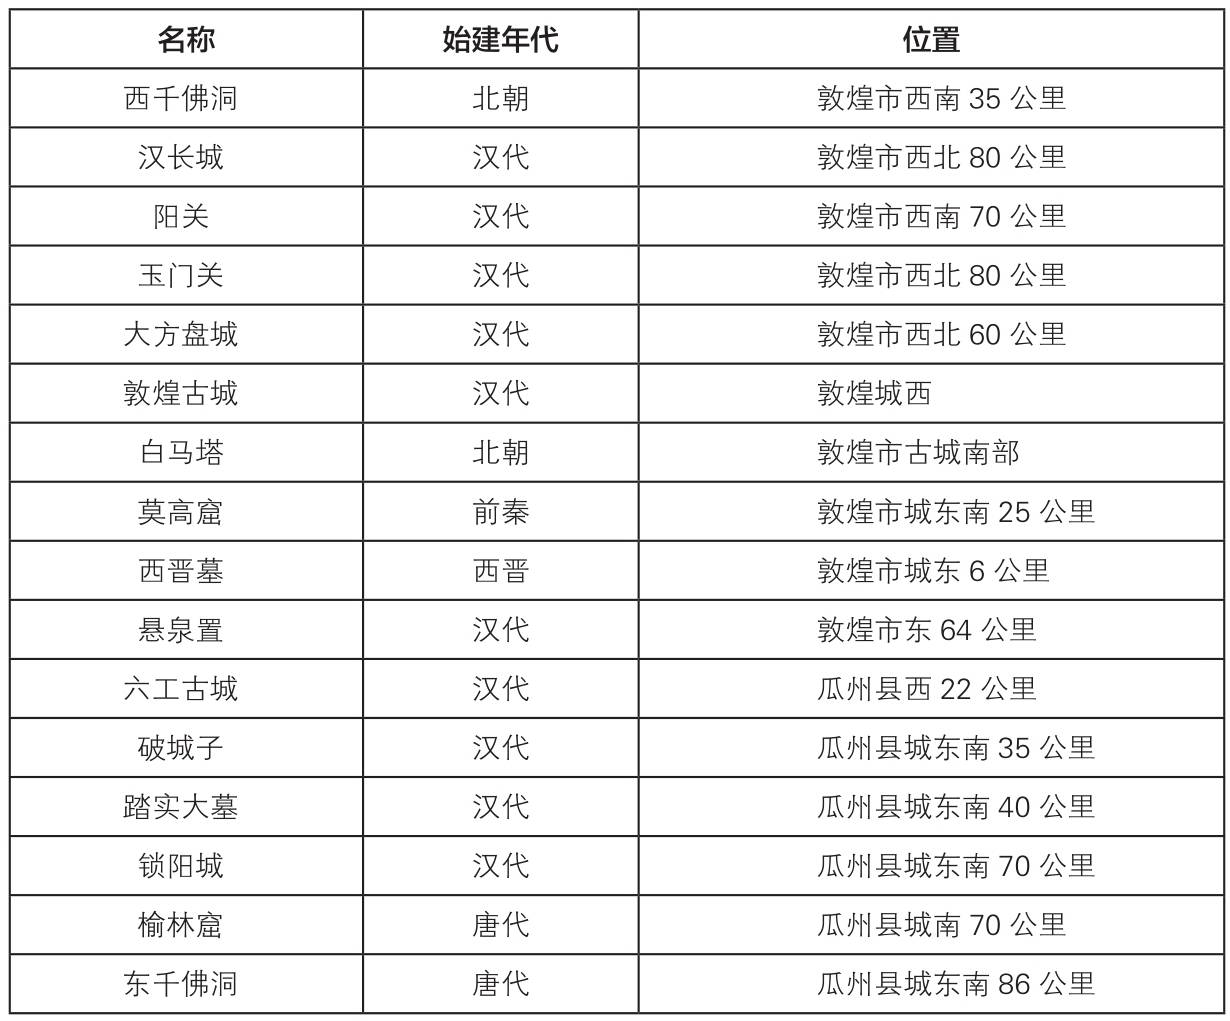 名称 始建年代 位置
西千佛洞 北朝 敦煌市西南 35 公里
汉长城 汉代 敦煌市西北 80 公里
阳关 汉代 敦煌市西南 70 公里
玉门关 汉代 敦煌市西北 80 公里
大方盘城 汉代 敦煌市西北 60 公里
敦煌古城 汉代 敦煌城西
白马塔 北朝 敦煌市古城南部
莫高窟 前秦 敦煌市城东南 25 公里
西晋墓 西晋 敦煌市城东 6 公里
悬泉置 汉代 敦煌市东 64 公里
六工古城 汉代 瓜州县西 22 公里
破城子 汉代 瓜州县城东南 35 公里
踏实大墓 汉代 瓜州县城东南 40 公里
锁阳城 汉代 瓜州县城东南 70 公里
榆林窟 唐代 瓜州县城南 70 公里
东千佛洞 唐代 瓜州县城东南 86 公里